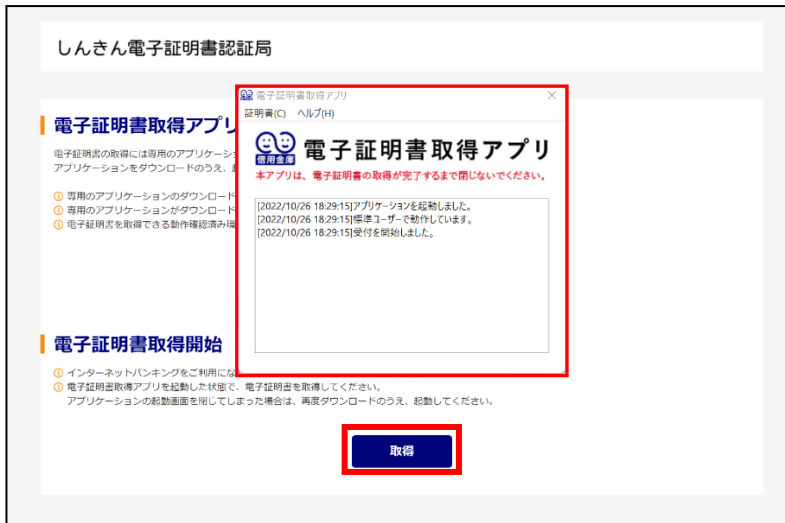 しんきん電子証明書認証局
電子証明書取得アプリ
電子証明書の取得には専用のアプリケーシ
アプリケーションをダウンロードのうえ、
専用のアプリケーションのダウンロード
専用のアプリケーションがダウンロード
電子証明書を取得できる動作確認済み環
電子証明書取得アプリ
証明書(C) ヘルプ(H)
信用金庫
電子証明書取得アプリ
本アプリは、電子証明書の取得が完了するまで閉じないでください。
[2022/10/26 18:29:15]アプリケーションを起動しました。
[2022/10/26 18:29:15]標準ユーザーで動作しています。
[2022/10/26 18:29:15]受付を開始しました。
電子証明書取得開始
インターネットバンキングをご利用にな
電子証明書取得アプリを起動した状態で、電子証明書を取得してください。
アプリケーションの起動画面を閉じてしまった場合は、再度ダウンロードのうえ、起動してください。
取得